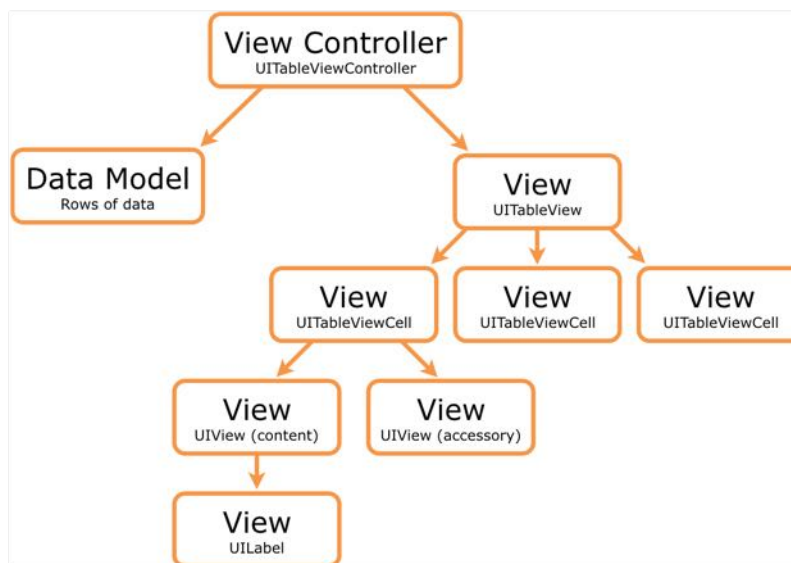 View Controller
UITableViewController
Data Model
Rows of data
View
UITableView
View
UITableViewCell
View
UITableViewCell
View
UITableViewCell
View
UIView (content)
View
UIView (accessory)
View
UILabel